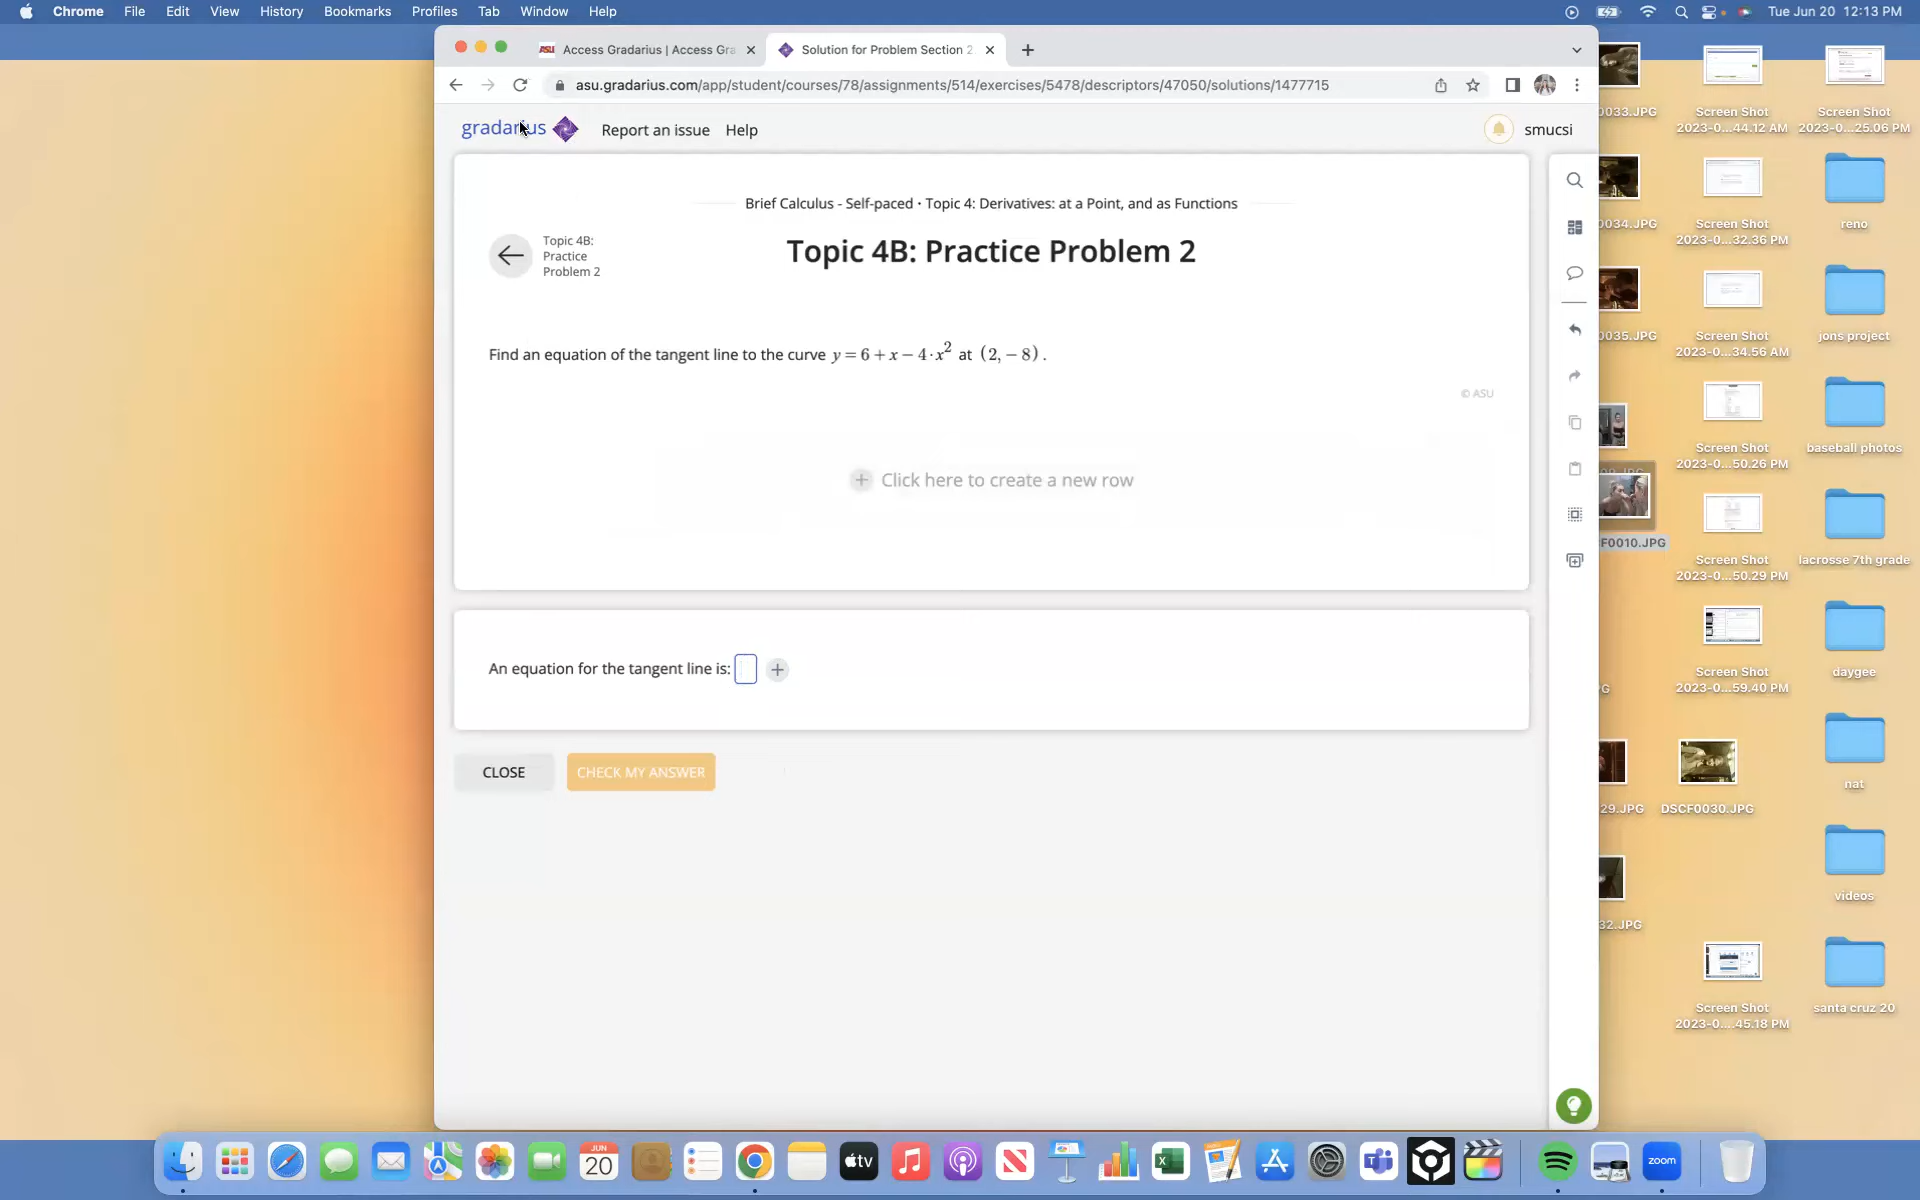 Chrome File Edit View History Bookmarks Profiles Tab Window Help Tue Jun 20 12:13 PM
ASU Access Gradarius | Access Gra Solution for Problem Section 2
asu.gradarius.com/app/student/courses/78/assignments/514/exercises/5478/descriptors/47050/solutions/1477715
gradarius Report an issue Help smucsi
Brief Calculus - Self-paced · Topic 4: Derivatives: at a Point, and as Functions
Topic 4B:
Practice
Problem 2
Topic 4B: Practice Problem 2
Find an equation of the tangent line to the curve y = 6 + x − 4·x² at (2, − 8) .
© ASU
Click here to create a new row
An equation for the tangent line is:
CLOSE CHECK MY ANSWER
0033.JPG
Screen Shot
2023-0...44.12 AM
Screen Shot
2023-0...25.06 PM
0034.JPG
Screen Shot
2023-0...32.36 PM
reno
0035.JPG
Screen Shot
2023-0...34.56 AM
jons project
Screen Shot
2023-0...50.26 PM
baseball photos
F0010.JPG
Screen Shot
2023-0...50.29 PM
lacrosse 7th grade
Screen Shot
2023-0...59.40 PM
daygee
29.JPG
DSCF0030.JPG
nat
32.JPG
videos
Screen Shot
2023-0....45.18 PM
santa cruz 20
JUN
20
tv
zoom